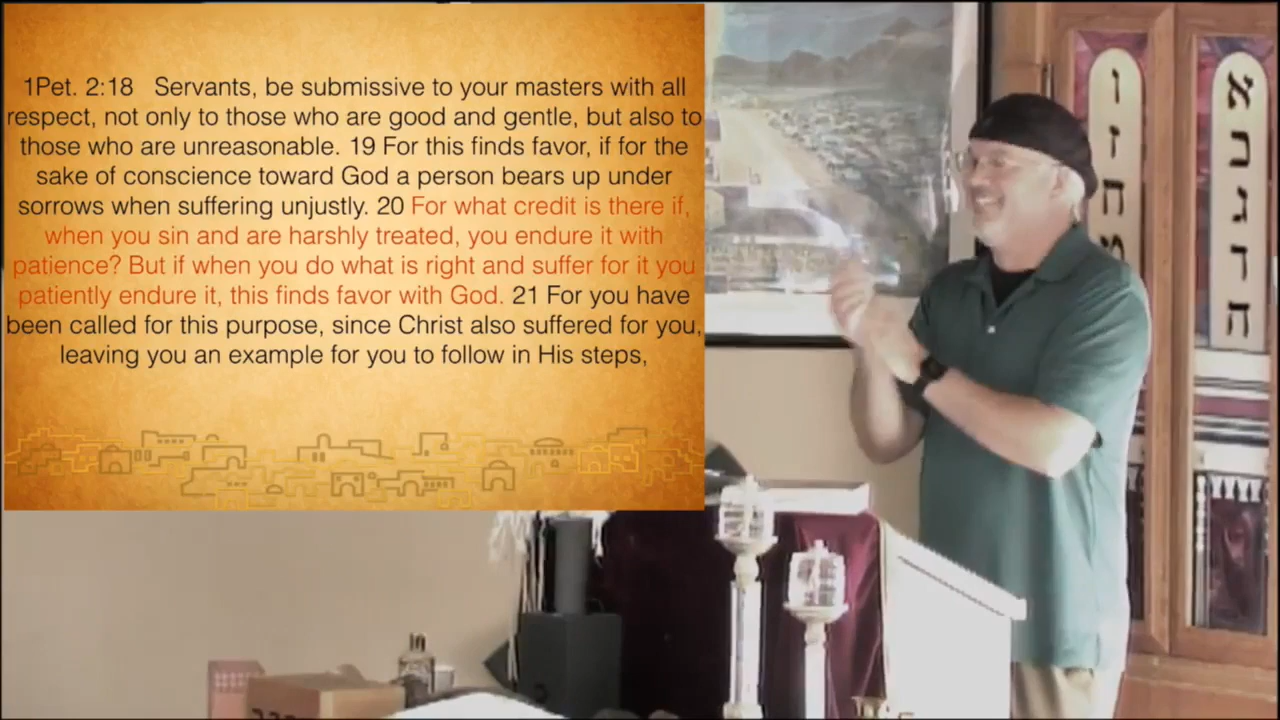 1Pet. 2:18 Servants, be submissive to your masters with all
respect, not only to those who are good and gentle, but also to
those who are unreasonable. 19 For this finds favor, if for the
sake of conscience toward God a person bears up under
sorrows when suffering unjustly. 20 For what credit is there if,
when you sin and are harshly treated, you endure it with
patience? But if when you do what is right and suffer for it you
patiently endure it, this finds favor with God. 21 For you have
been called for this purpose, since Christ also suffered for you,
leaving you an example for you to follow in His steps,
ו
ז
ח
א
ב
ג
ד
ה